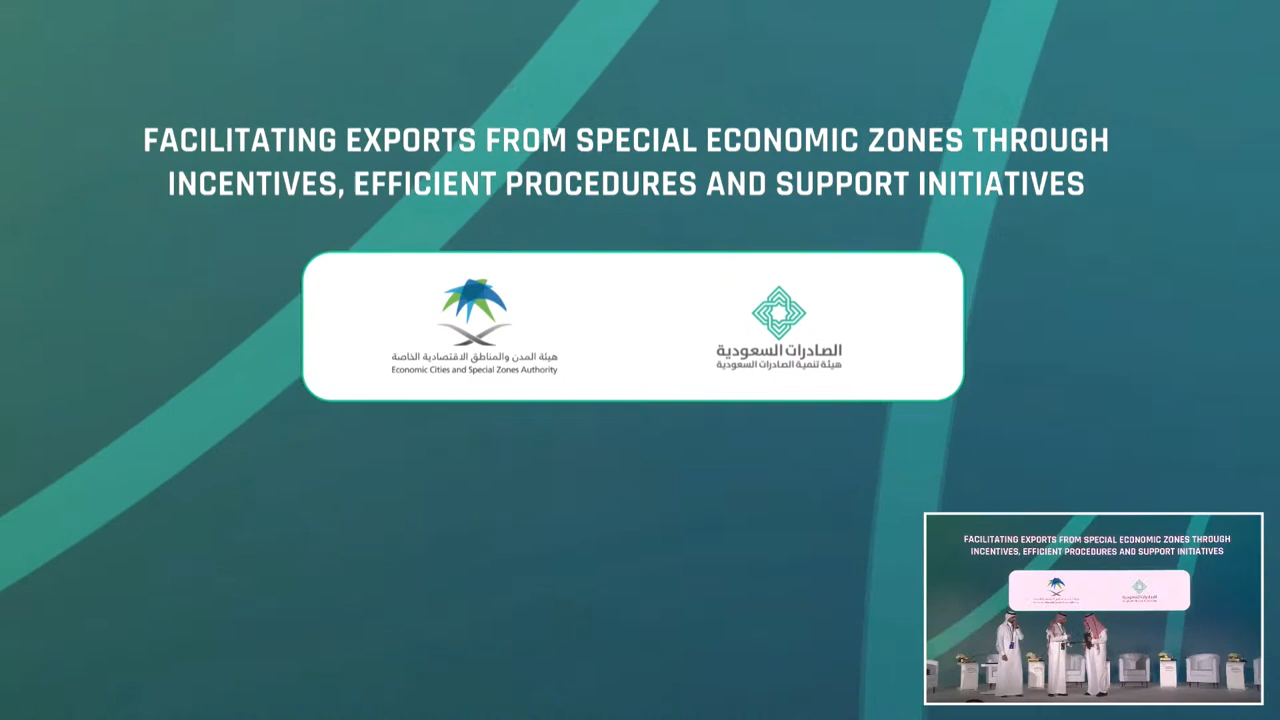 FACILITATING EXPORTS FROM SPECIAL ECONOMIC ZONES THROUGH
INCENTIVES, EFFICIENT PROCEDURES AND SUPPORT INITIATIVES
هيئة المدن والمناطق الاقتصادية الخاصة
Economic Cities and Special Zones Authority
الصادرات السعودية
هيئة تنمية الصادرات السعودية
FACILITATING EXPORTS FROM SPECIAL ECONOMIC ZONES THROUGH
INCENTIVES, EFFICIENT PROCEDURES AND SUPPORT INITIATIVES